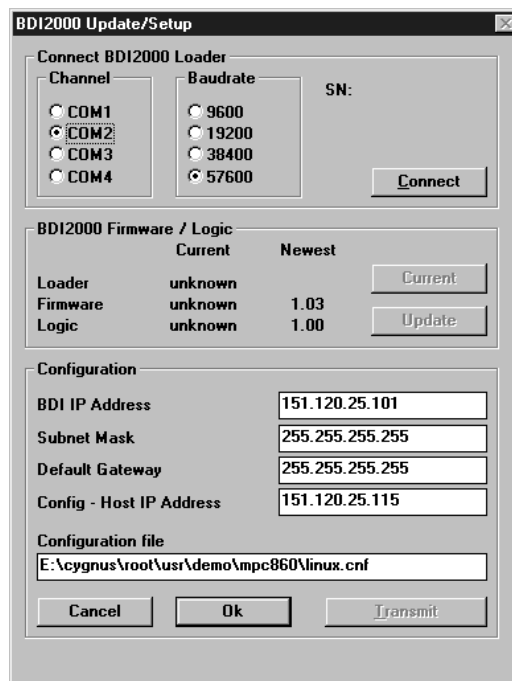 BDI2000 Update/Setup
Connect BDI2000 Loader
Channel
COM1
COM2
COM3
COM4
Baudrate
9600
19200
38400
57600
SN:
Connect
BDI2000 Firmware / Logic
Current Newest
Loader unknown
Firmware unknown 1.03
Logic unknown 1.00
Current
Update
Configuration
BDI IP Address 151.120.25.101
Subnet Mask 255.255.255.255
Default Gateway 255.255.255.255
Config - Host IP Address 151.120.25.115
Configuration file
E:\cygnus\root\usr\demo\mpc860\linux.cnf
Cancel Ok Transmit